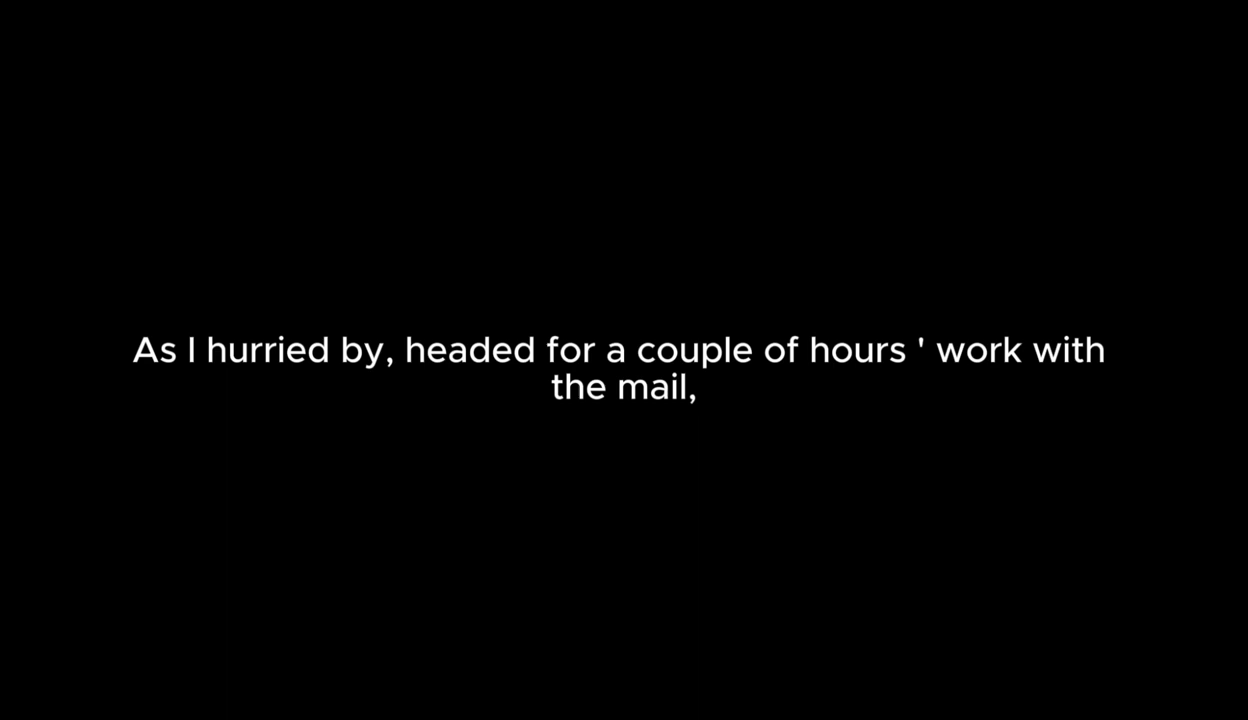 As I hurried by, headed for a couple of hours ' work with
the mail,